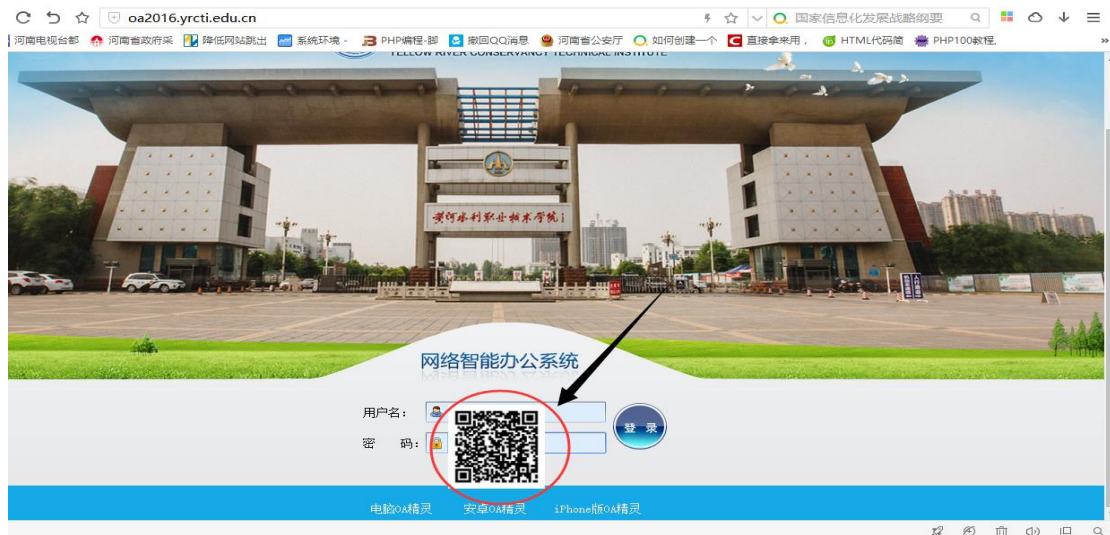 oa2016.yrcti.edu.cn
国家信息化发展战略纲要
河南电视台都 河南省政府采 降低网站跳出 系统环境 - PHP编程-脚 撤回QQ消息 河南省公安厅 如何创建一个 直接拿来用， HTML代码简 PHP100教程,
YELLOW RIVER CONSERVANCY TECHNICAL INSTITUTE
黄河水利职业技术学院
网络智能办公系统
用户名：
密 码：
登 录
电脑OA精灵 安卓OA精灵 iPhone版OA精灵